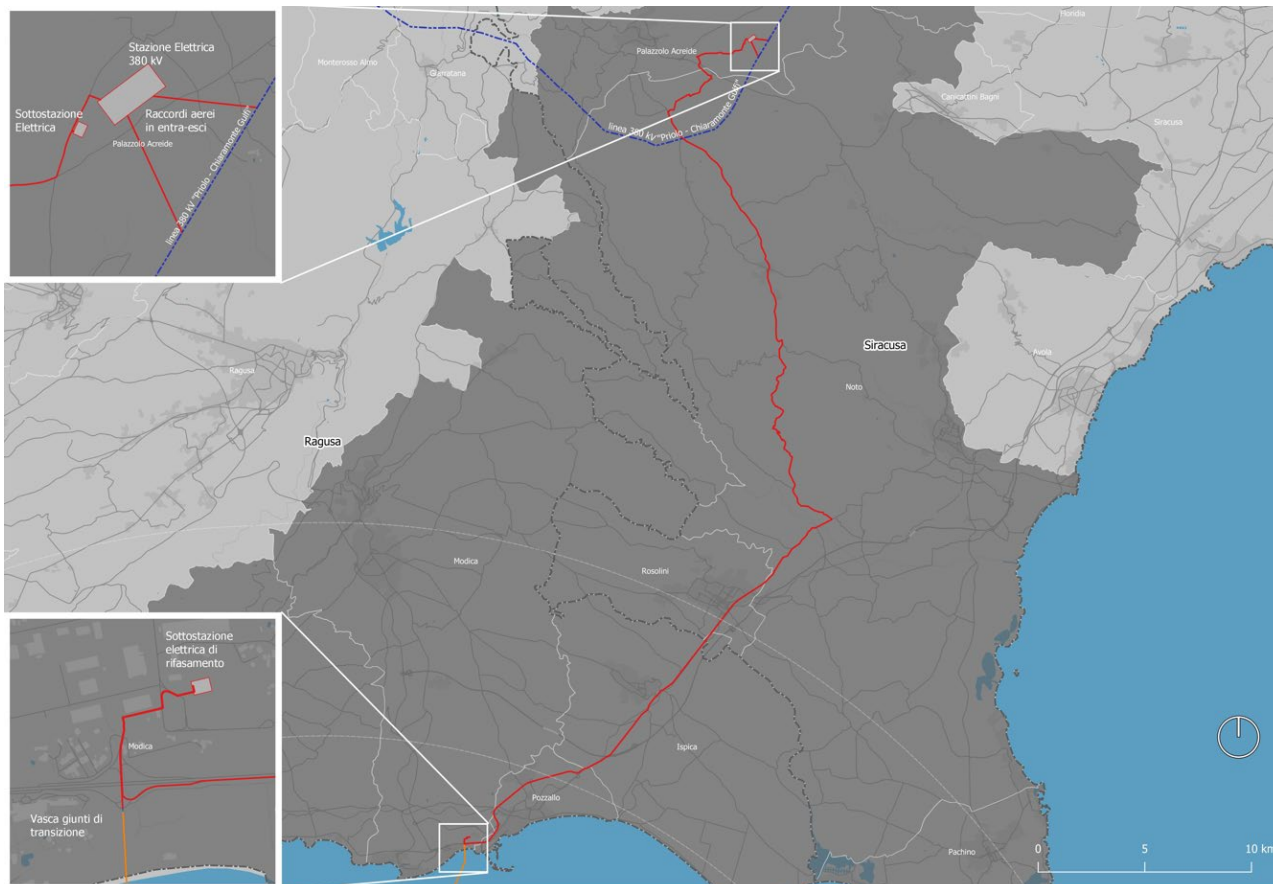 Stazione Elettrica
380 kV
Sottostazione
Elettrica
Raccordi aerei
in entra-esci
Palazzolo Acreide
linea 380 kV "Priolo - Chiaramonte Gulfi"
Monterosso Almo
Giarratana
Palazzolo Acreide
linea 380 kV "Priolo - Chiaramonte Gulfi"
Floridia
Canicattini Bagni
Siracusa
Siracusa
Avola
Noto
Ragusa
Ragusa
Modica
Rosolini
Ispica
Pozzallo
Pachino
Sottostazione
elettrica di
rifasamento
Modica
Vasca giunti di
transizione
0 5 10 km